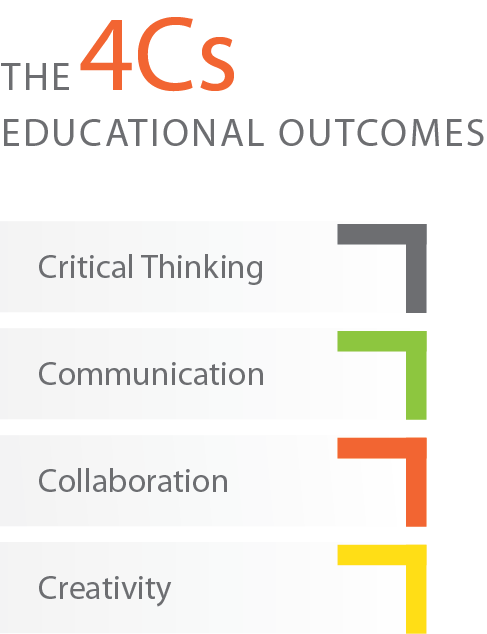 THE 4Cs
EDUCATIONAL OUTCOMES
Critical Thinking
Communication
Collaboration
Creativity